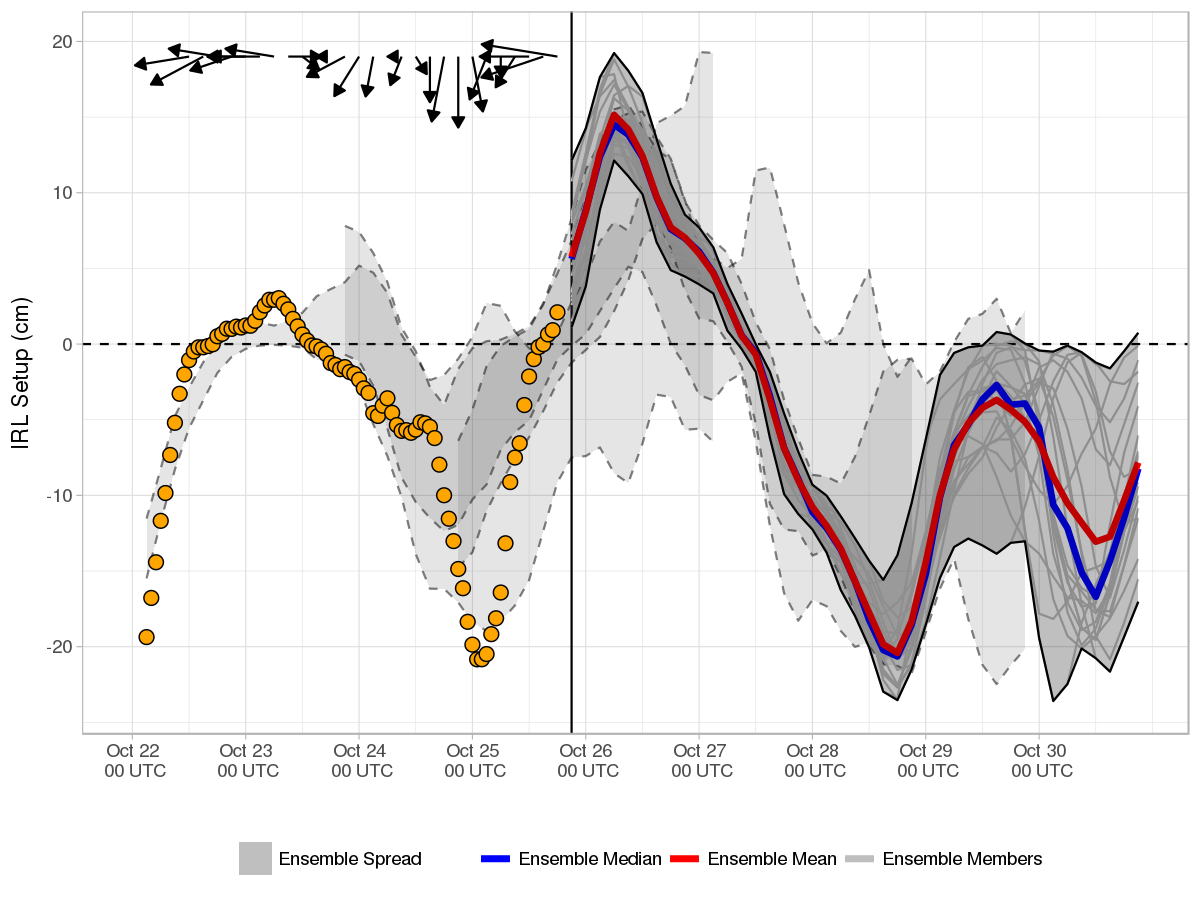 IRL Setup (cm)
20
10
0
-10
-20
Oct 22 Oct 23 Oct 24 Oct 25 Oct 26 Oct 27 Oct 28 Oct 29 Oct 30
00 UTC 00 UTC 00 UTC 00 UTC 00 UTC 00 UTC 00 UTC 00 UTC 00 UTC
Ensemble Spread Ensemble Median Ensemble Mean Ensemble Members